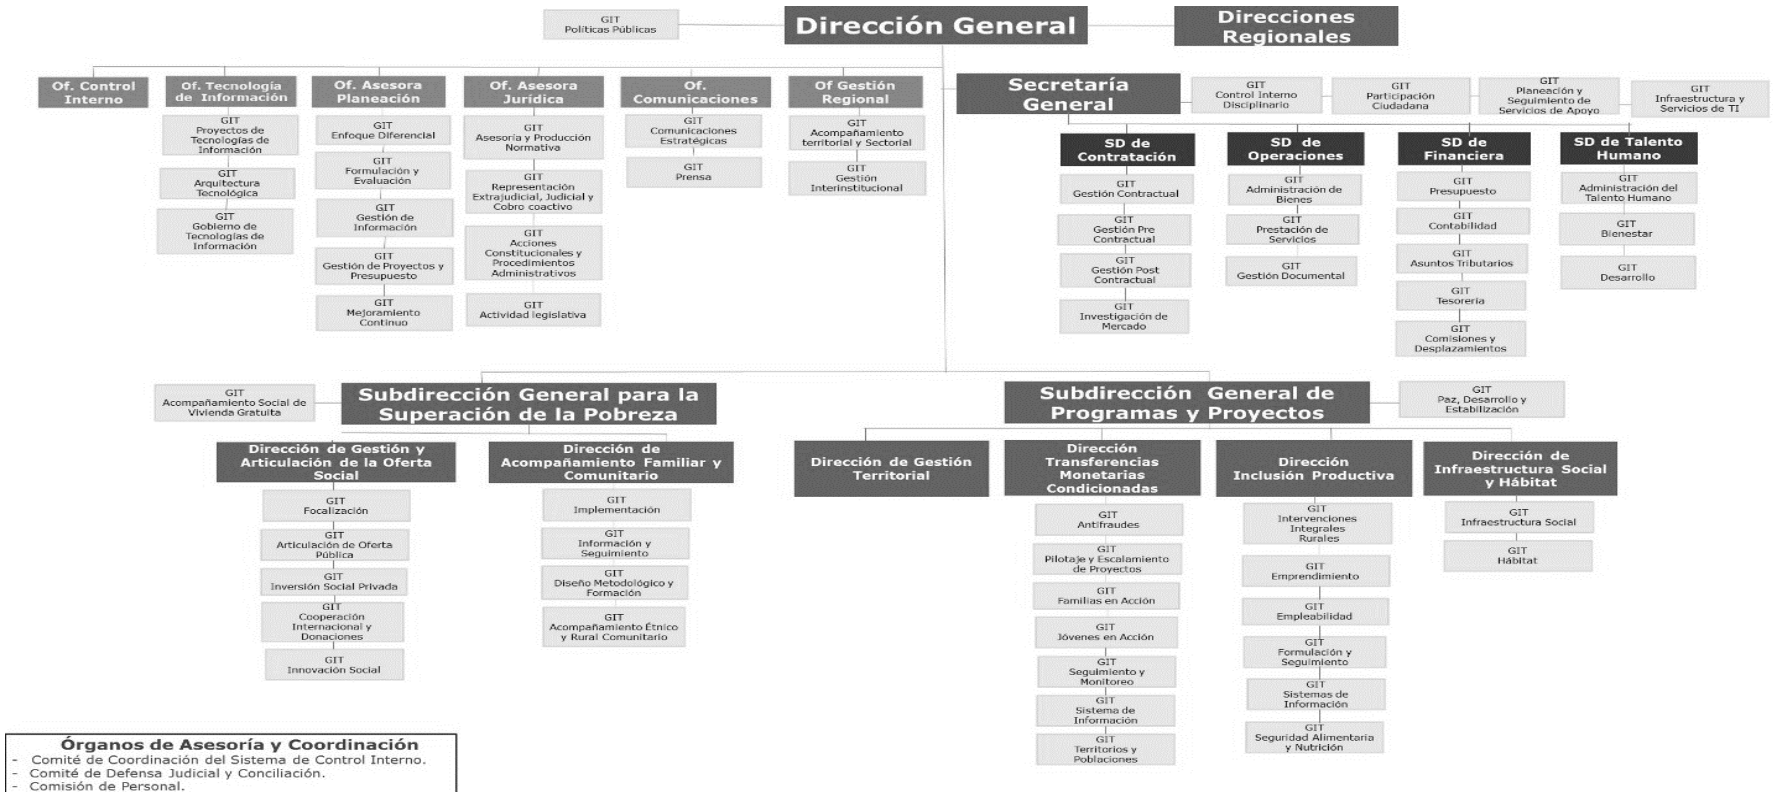 GIT
Políticas Públicas
Dirección General
Direcciones
Regionales
Of. Control
Interno
Of. Tecnología
de Información
GIT
Proyectos de
Tecnologías de
Información
GIT
Arquitectura
Tecnológica
GIT
Gobierno de
Tecnologías de
Información
Of. Asesora
Planeación
GIT
Enfoque Diferencial
GIT
Formulación y
Evaluación
GIT
Gestión de
Información
GIT
Gestión de Proyectos y
Presupuesto
GIT
Mejoramiento
Continuo
Of. Asesora
Jurídica
GIT
Asesoría y Producción
Normativa
GIT
Representación
Extrajudicial, Judicial y
Cobro coactivo
GIT
Acciones
Constitucionales y
Procedimientos
Administrativos
GIT
Actividad legislativa
Of.
Comunicaciones
GIT
Comunicaciones
Estratégicas
GIT
Prensa
Of Gestión
Regional
GIT
Acompañamiento
territorial y Sectorial
GIT
Gestión
Interinstitucional
Secretaría
General
GIT
Control Interno
Disciplinario
GIT
Participación
Ciudadana
GIT
Planeación y
Seguimiento de
Servicios de Apoyo
GIT
Infraestructura y
Servicios de TI
SD de
Contratación
GIT
Gestión Contractual
GIT
Gestión Pre
Contractual
GIT
Gestión Post
Contractual
GIT
Investigación de
Mercado
SD de
Operaciones
GIT
Administración de
Bienes
GIT
Prestación de
Servicios
GIT
Gestión Documental
SD de
Financiera
GIT
Presupuesto
GIT
Contabilidad
GIT
Asuntos Tributarios
GIT
Tesorería
GIT
Comisiones y
Desplazamientos
SD de Talento
Humano
GIT
Administración del
Talento Humano
GIT
Bienestar
GIT
Desarrollo
GIT
Acompañamiento Social de
Vivienda Gratuita
Subdirección General para la
Superación de la Pobreza
Dirección de Gestión y
Articulación de la Oferta
Social
GIT
Focalización
GIT
Articulación de Oferta
Pública
GIT
Inversión Social Privada
GIT
Cooperación
Internacional y
Donaciones
GIT
Innovación Social
Dirección de
Acompañamiento Familiar y
Comunitario
GIT
Implementación
GIT
Información y
Seguimiento
GIT
Diseño Metodológico y
Formación
GIT
Acompañamiento Étnico
y Rural Comunitario
Subdirección General de
Programas y Proyectos
GIT
Paz, Desarrollo y
Estabilización
Dirección de Gestión
Territorial
Dirección
Transferencias
Monetarias
Condicionadas
GIT
Antifraudes
GIT
Pilotaje y Escalamiento
de Proyectos
GIT
Familias en Acción
GIT
Jóvenes en Acción
GIT
Seguimiento y
Monitoreo
GIT
Sistema de
Información
GIT
Territorios y
Poblaciones
Dirección
Inclusión Productiva
GIT
Intervenciones
Integrales
Rurales
GIT
Emprendimiento
GIT
Empleabilidad
GIT
Formulación y
Seguimiento
GIT
Sistemas de
Información
GIT
Seguridad Alimentaria
y Nutrición
Dirección de
Infraestructura Social
y Hábitat
GIT
Infraestructura Social
GIT
Hábitat
Órganos de Asesoría y Coordinación
- Comité de Coordinación del Sistema de Control Interno.
- Comité de Defensa Judicial y Conciliación.
- Comisión de Personal.